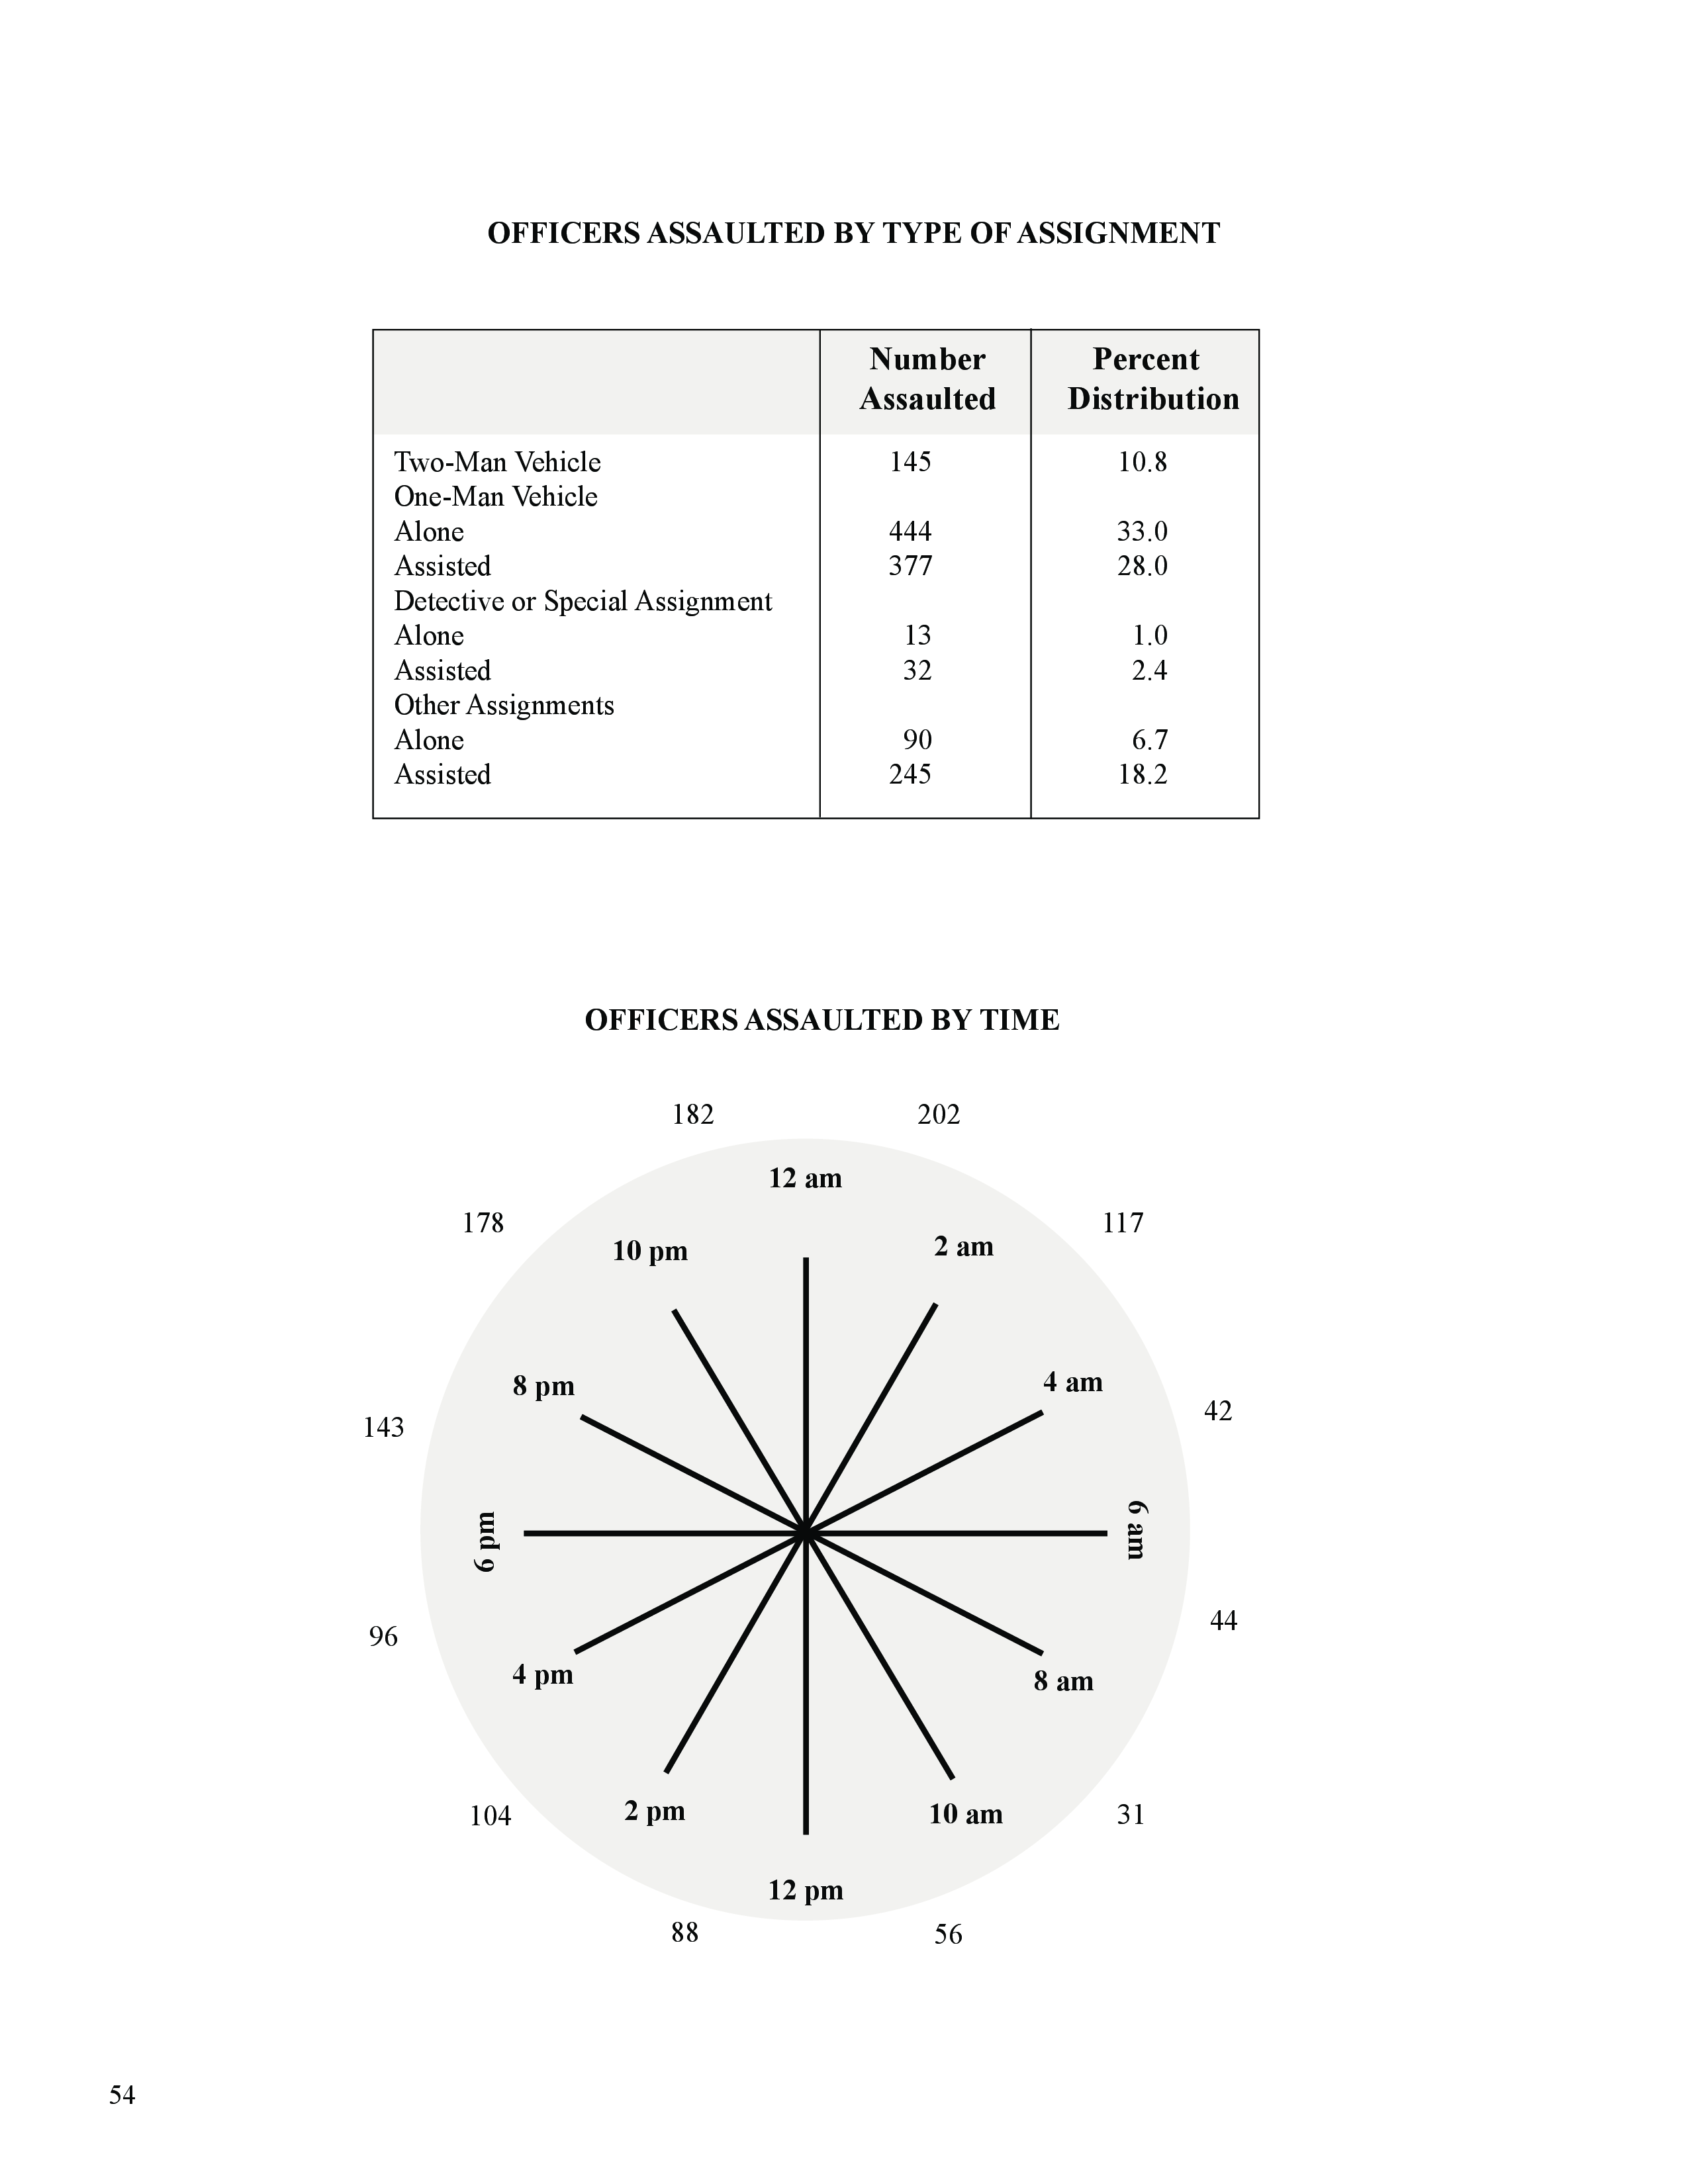 OFFICERS ASSAULTED BY TYPE OF ASSIGNMENT
Number Assaulted
Percent Distribution
Two-Man Vehicle 145 10.8
One-Man Vehicle
Alone 444 33.0
Assisted 377 28.0
Detective or Special Assignment
Alone 13 1.0
Assisted 32 2.4
Other Assignments
Alone 90 6.7
Assisted 245 18.2
OFFICERS ASSAULTED BY TIME
182 202
12 am
178 117
10 pm 2 am
8 pm 4 am
143 42
6 pm 6 am
96 44
4 pm 8 am
104 31
2 pm 10 am
12 pm
88 56
54